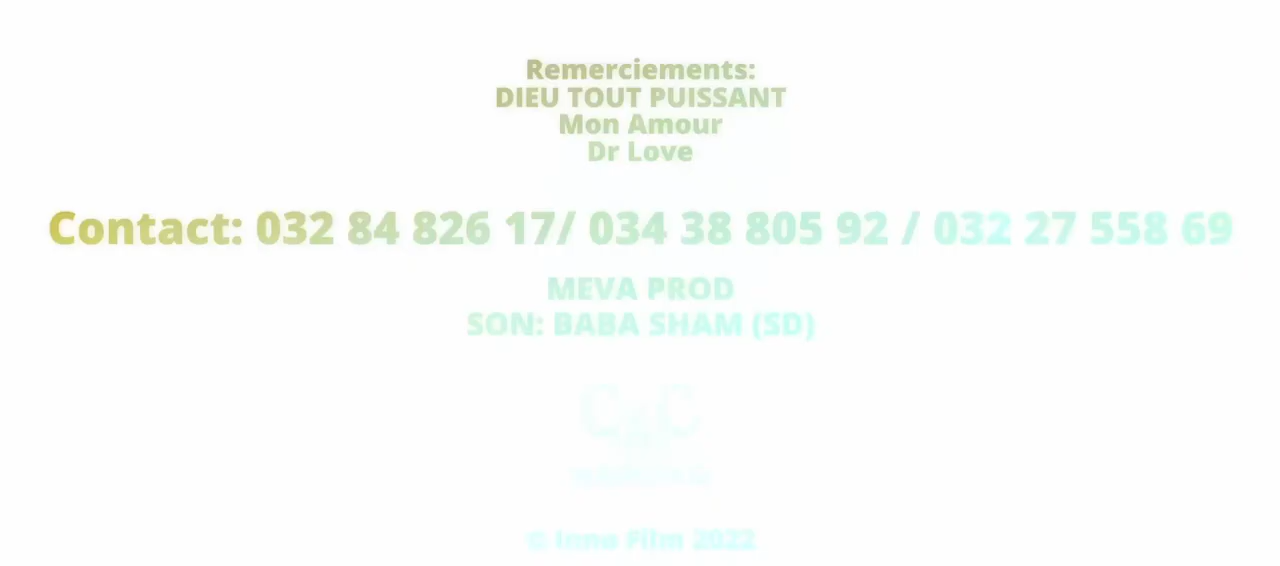 Remerciements:
DIEU TOUT PUISSANT
Mon Amour
Dr Love
Contact: 032 84 826 17/ 034 38 805 92 / 032 27 558 69
MEVA PROD
SON: BABA SHAM (SD)
C&C
© Inno Film 2022